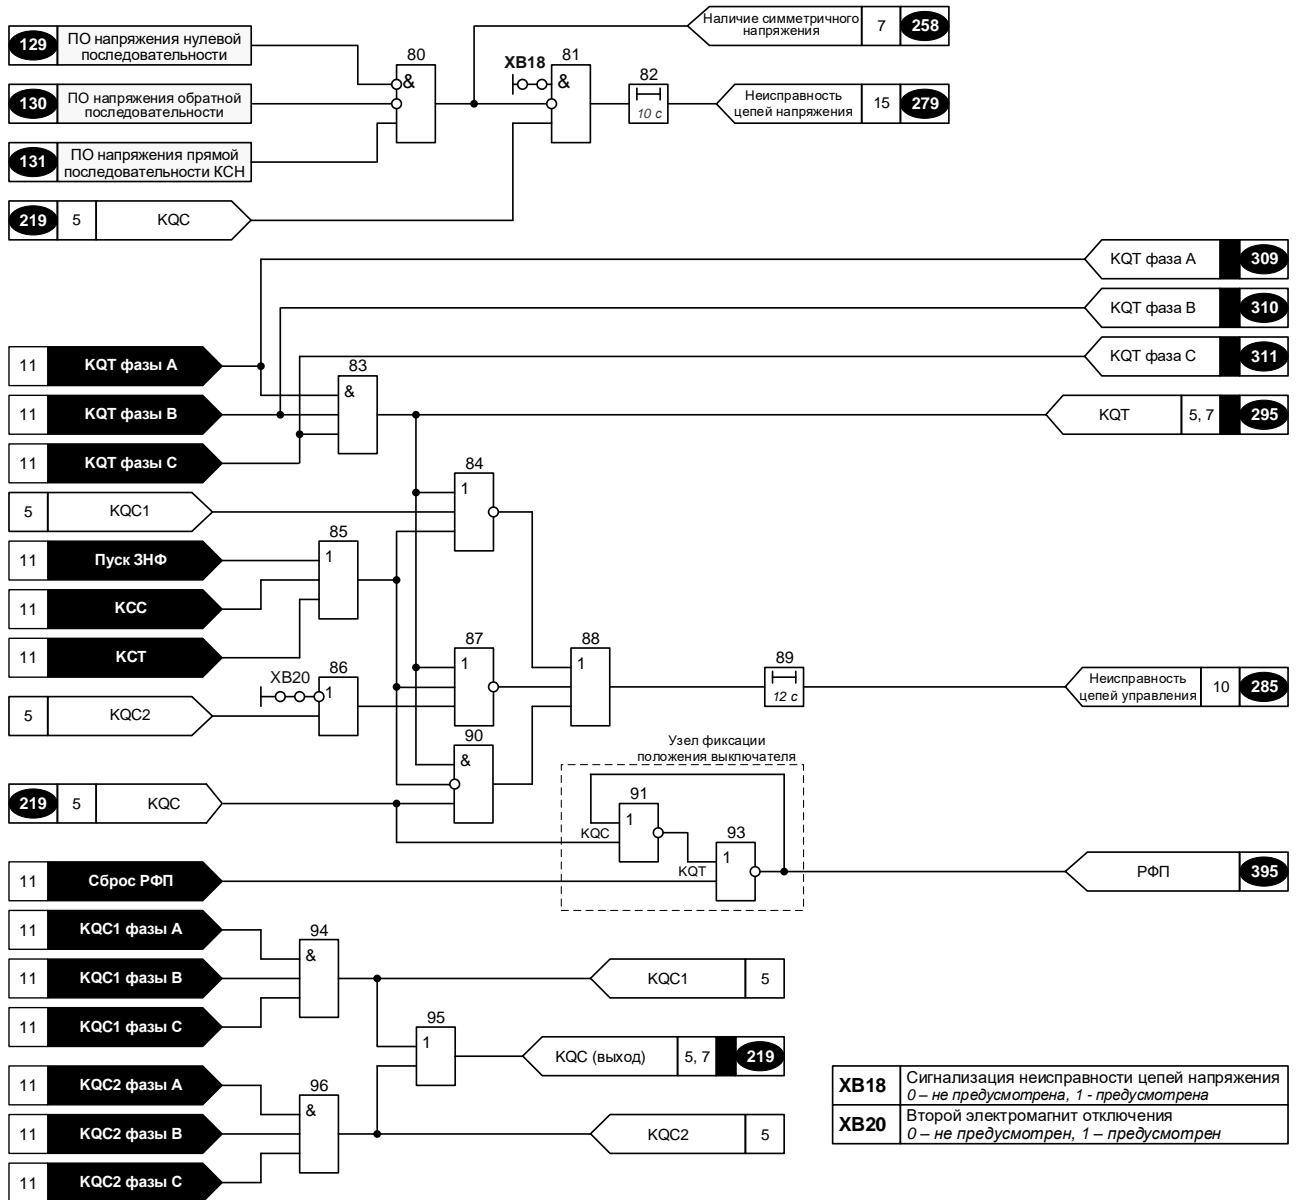 129 ПО напряжения нулевой
последовательности
130 ПО напряжения обратной
последовательности
131 ПО напряжения прямой
последовательности КСН
219 5 KQC
80
&
XB18
81
&
82
10 с
Наличие симметричного
напряжения
7 258
Неисправность
цепей напряжения
15 279
KQT фаза А 309
KQT фаза В 310
KQT фаза С 311
KQT 5, 7 295
11 KQT фазы А
11 KQT фазы В
11 KQT фазы С
83
&
5 KQC1
84
1
11 Пуск ЗНФ
11 КСС
11 КСТ
85
1
XB20
86
1
5 KQC2
87
1
88
1
89
12 с
Неисправность
цепей управления
10 285
90
&
219 5 KQC
Узел фиксации
положения выключателя
91
1
KQC
93
1
KQT
11 Сброс РФП
РФП 395
11 KQC1 фазы А
11 KQC1 фазы В
11 KQC1 фазы С
94
&
KQC1 5
95
1
KQC (выход) 5, 7 219
11 KQC2 фазы А
11 KQC2 фазы В
11 KQC2 фазы С
96
&
KQC2 5
XB18 Сигнализация неисправности цепей напряжения
0 – не предусмотрена, 1 - предусмотрена
XB20 Второй электромагнит отключения
0 – не предусмотрен, 1 – предусмотрен